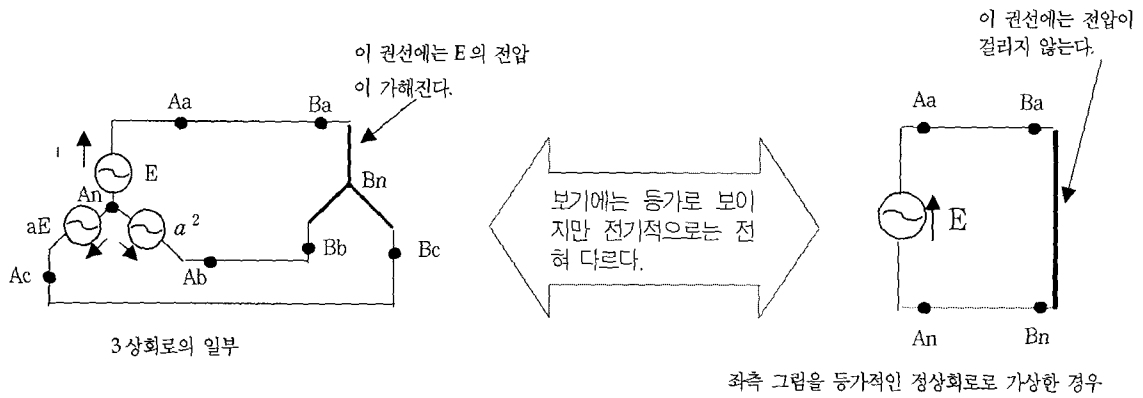 이 권선에는 E의 전압
이 가해진다.
Aa
Ba
E
An
Bn
aE
a²
Bb
Bc
Ac
Ab
3상회로의 일부
보기에는 등가로 보이
지만 전기적으로는 전
혀 다르다.
이 권선에는 전압이
걸리지 않는다.
Aa
Ba
E
An
Bn
좌측 그림을 등가적인 정상회로로 가상한 경우